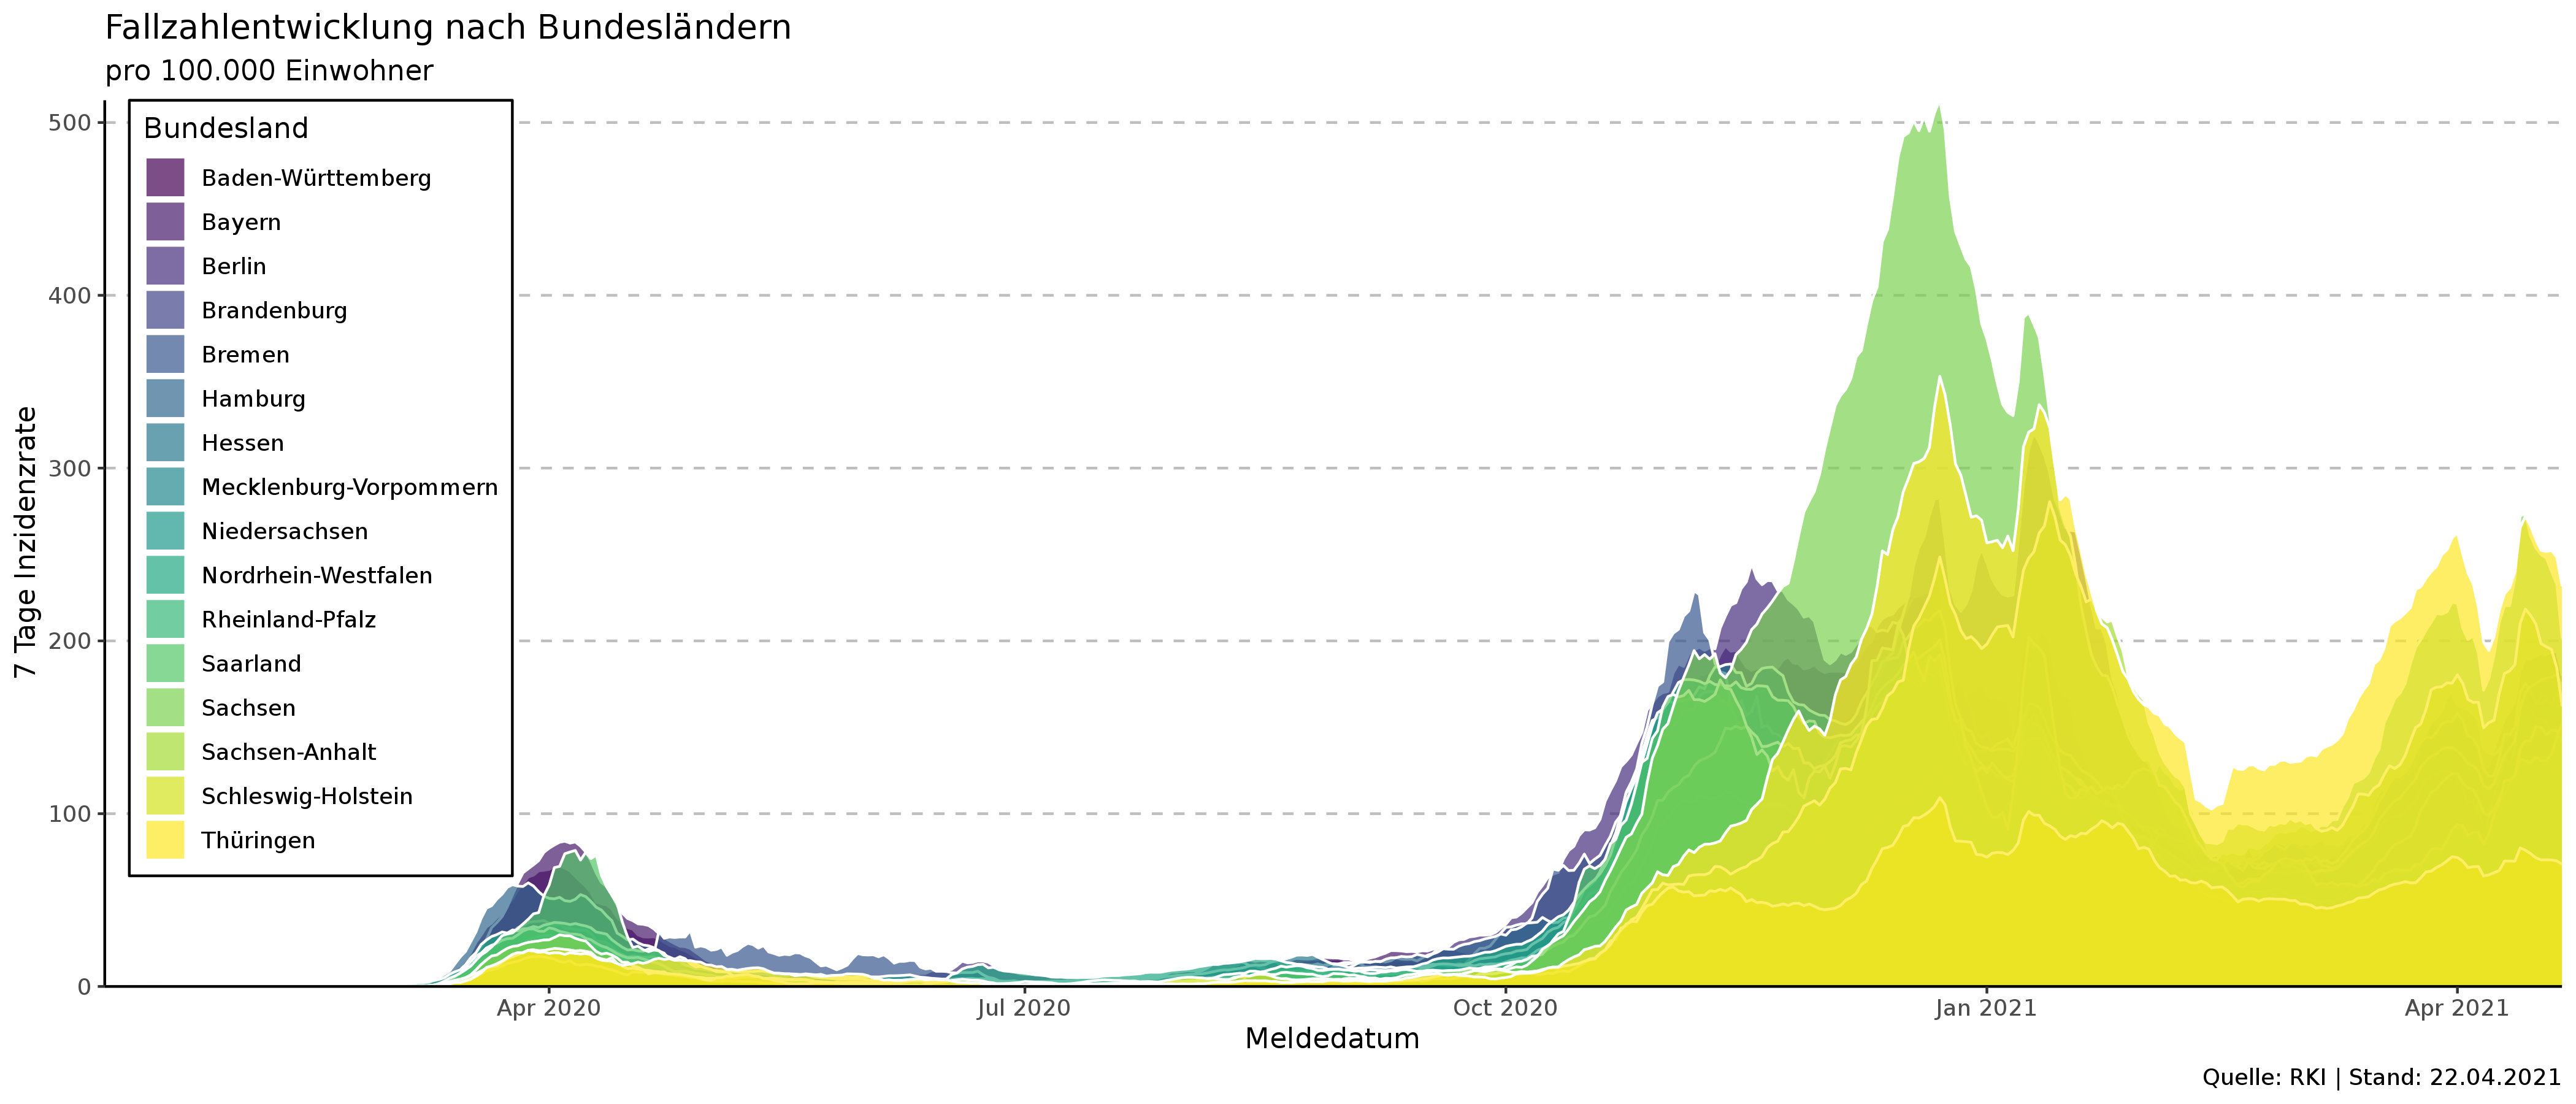 Fallzahlentwicklung nach Bundesländern
pro 100.000 Einwohner
7 Tage Inzidenzrate
500
400
300
200
100
0
Bundesland
Baden-Württemberg
Bayern
Berlin
Brandenburg
Bremen
Hamburg
Hessen
Mecklenburg-Vorpommern
Niedersachsen
Nordrhein-Westfalen
Rheinland-Pfalz
Saarland
Sachsen
Sachsen-Anhalt
Schleswig-Holstein
Thüringen
Apr 2020
Jul 2020
Oct 2020
Jan 2021
Apr 2021
Meldedatum
Quelle: RKI | Stand: 22.04.2021